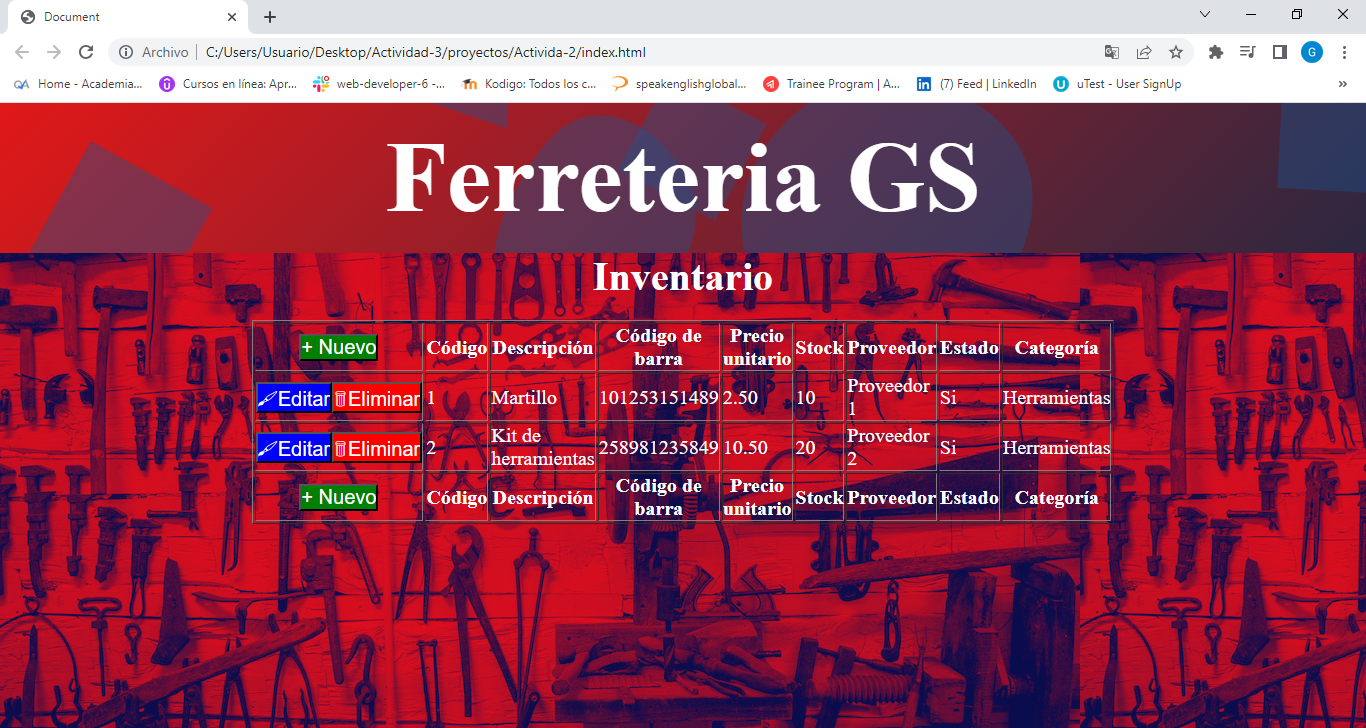 Document
Archivo
C:/Users/Usuario/Desktop/Actividad-3/proyectos/Activida-2/index.html
G
QA Home - Academia...
Cursos en línea: Apr...
web-developer-6 -...
Kodigo: Todos los c...
speakenglishglobal...
Trainee Program | A...
(7) Feed | LinkedIn
uTest - User SignUp
»
Ferreteria GS
Inventario
+ Nuevo Código Descripción Código de barra Precio unitario Stock Proveedor Estado Categoría
Editar Eliminar 1 Martillo 101253151489 2.50 10 Proveedor 1 Si Herramientas
Editar Eliminar 2 Kit de herramientas 258981235849 10.50 20 Proveedor 2 Si Herramientas
+ Nuevo Código Descripción Código de barra Precio unitario Stock Proveedor Estado Categoría